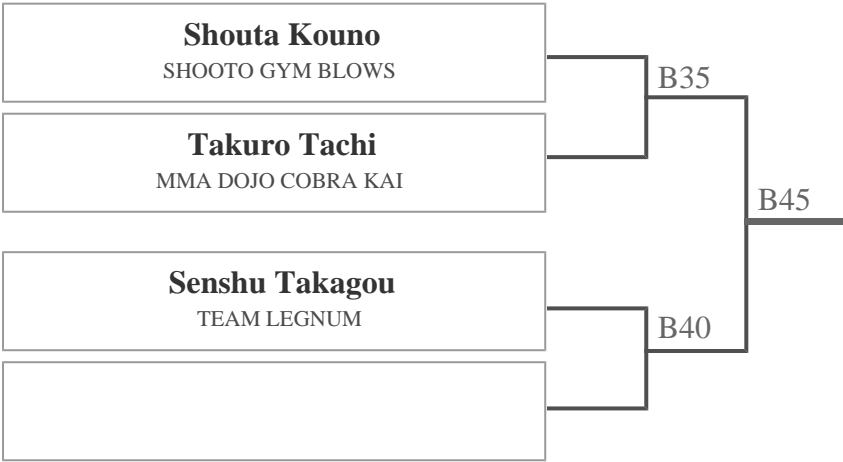 Shouta Kouno
SHOOTO GYM BLOWS
B35
Takuro Tachi
MMA DOJO COBRA KAI
B45
Senshu Takagou
TEAM LEGNUM
B40